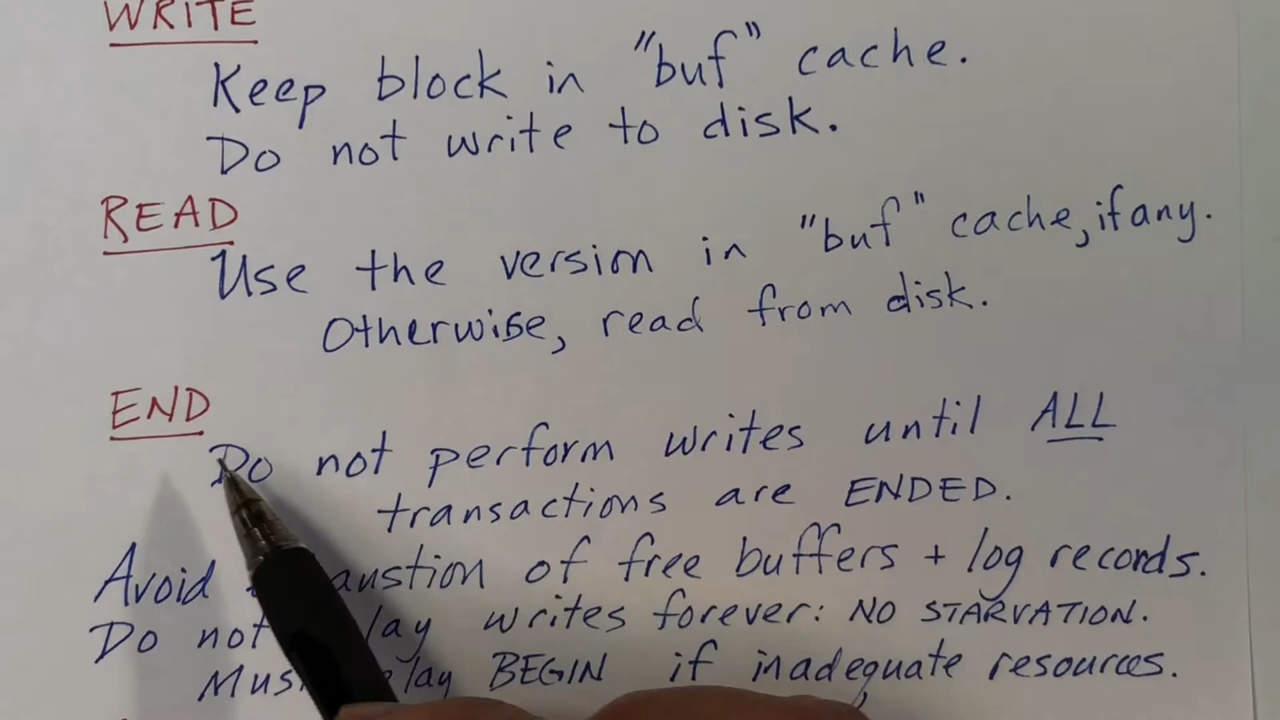 WRITE
Keep block in "buf" cache.
Do not write to disk.
READ
Use the version in "buf" cache, if any.
Otherwise, read from disk.
END
Do not perform writes until ALL
transactions are ENDED.
Avoid of free buffers + log records.
Do not writes forever: NO STARVATION.
BEGIN if inadequate resources.